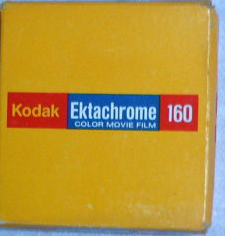 Kodak Ektachrome 160
COLOR MOVIE FILM